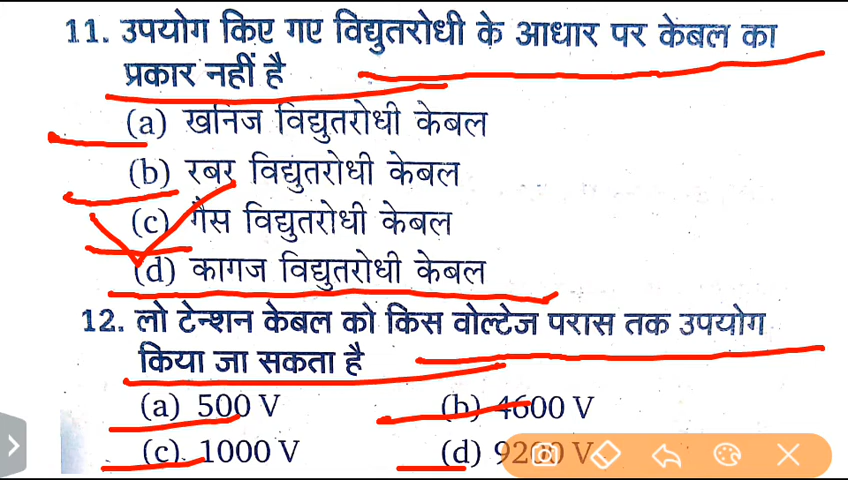 11. उपयोग किए गए विद्युतरोधी के आधार पर केबल का
प्रकार नहीं है
(a) खनिज विद्युतरोधी केबल
(b) रबर विद्युतरोधी केबल
(c) गैस विद्युतरोधी केबल
(d) कागज विद्युतरोधी केबल
12. लो टेन्शन केबल को किस वोल्टेज परास तक उपयोग
किया जा सकता है
(a) 500 V (b) 4600 V
(c) 1000 V (d) 9200 V